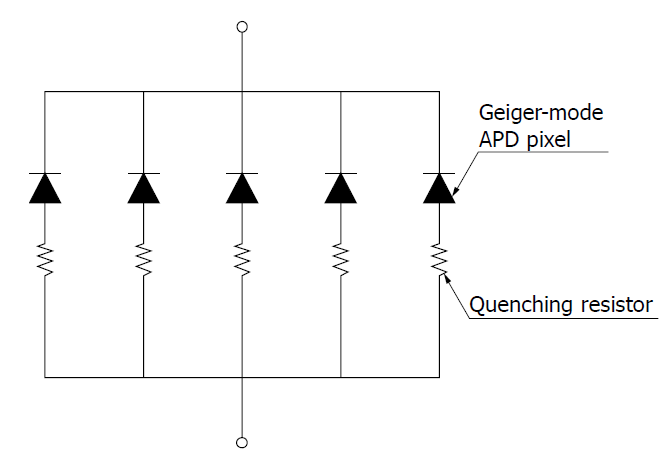 Geiger-mode
APD pixel
Quenching resistor